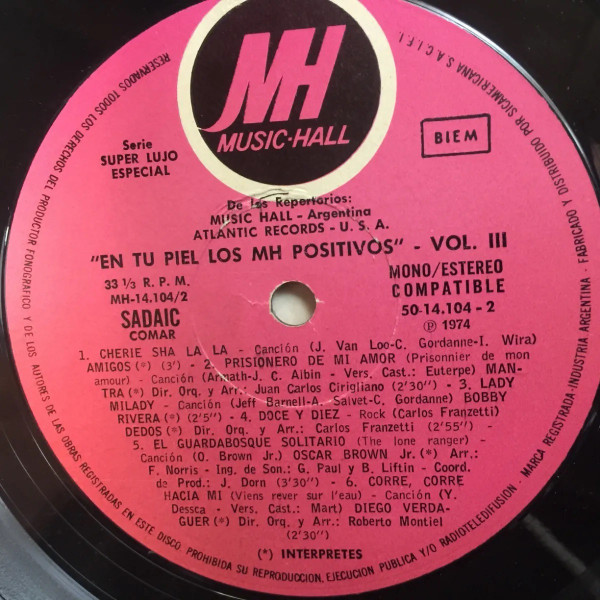 MH
MUSIC-HALL
Serie
SUPER LUJO
ESPECIAL
BIEM
De los Repertorios:
MUSIC HALL - Argentina
ATLANTIC RECORDS - U. S. A.
"EN TU PIEL LOS MH POSITIVOS" - VOL. III
33 1/3 R. P. M.
MH-14.104/2
SADAIC
COMAR
MONO/ESTEREO
COMPATIBLE
50-14.104-2
Ⓟ 1974
1. CHERIE SHA LA LA - Canción (J. Van Loo-C. Gordanne-I. Wira)
AMIGOS (*) (3') - 2. PRISIONERO DE MI AMOR (Prisonnier de mon
amour) - Canción (Armath-J. C. Aibin - Vers. Cast.: Euterpe) MAN-
TRA (*) Dir. Orq. y Arr.: Juan Carlos Cirigliano (2'30") - 3. LADY
MILADY - Canción (Jeff Barnell-A. Salvet-C. Gordanne) BOBBY
RIVERA (*) (2'5") - 4. DOCE Y DIEZ - Rock (Carlos Franzetti)
DEDOS (*) Dir. Orq. y Arr.: Carlos Franzetti (2'55") -
5. EL GUARDABOSQUE SOLITARIO (The lone ranger) -
Canción (O. Brown Jr.) OSCAR BROWN Jr. (*) Arr.:
F. Norris - Ing. de Son.: G. Paul y B. Liftin - Coord.
de Prod.: J. Dorn (3'30") - 6. CORRE, CORRE
HACIA MI (Viens rever sur l'eau) - Canción (Y.
Dessca - Vers. Cast.: Mart) DIEGO VERDA-
GUER (*) Dir. Orq. y Arr.: Roberto Montiel
(2'30")
(*) INTERPRETES
RESERVADOS TODOS LOS DERECHOS DEL PRODUCTOR FONOGRAFICO Y DE LOS AUTORES DE LAS OBRAS REGISTRADAS EN ESTE DISCO PROHIBIDA SU REPRODUCCION, EJECUCION PUBLICA Y/O RADIOTELEDIFUSION - MARCA REGISTRADA: INDUSTRIA ARGENTINA - FABRICADO Y DISTRIBUIDO POR SICAMERICANA S.A.C.I.F.I.